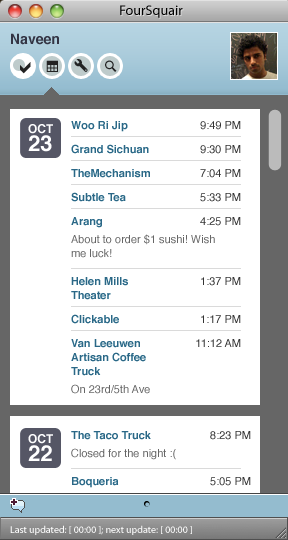 FourSquair
Naveen
OCT
23
Woo Ri Jip 9:49 PM
Grand Sichuan 9:30 PM
TheMechanism 7:04 PM
Subtle Tea 5:33 PM
Arang 4:25 PM
About to order $1 sushi! Wish
me luck!
Helen Mills 1:37 PM
Theater
Clickable 1:17 PM
Van Leeuwen 11:12 AM
Artisan Coffee
Truck
On 23rd/5th Ave
OCT
22
The Taco Truck 8:23 PM
Closed for the night :(
Boqueria 5:05 PM
Last updated: [ 00:00 ]; next update: [ 00:00 ]